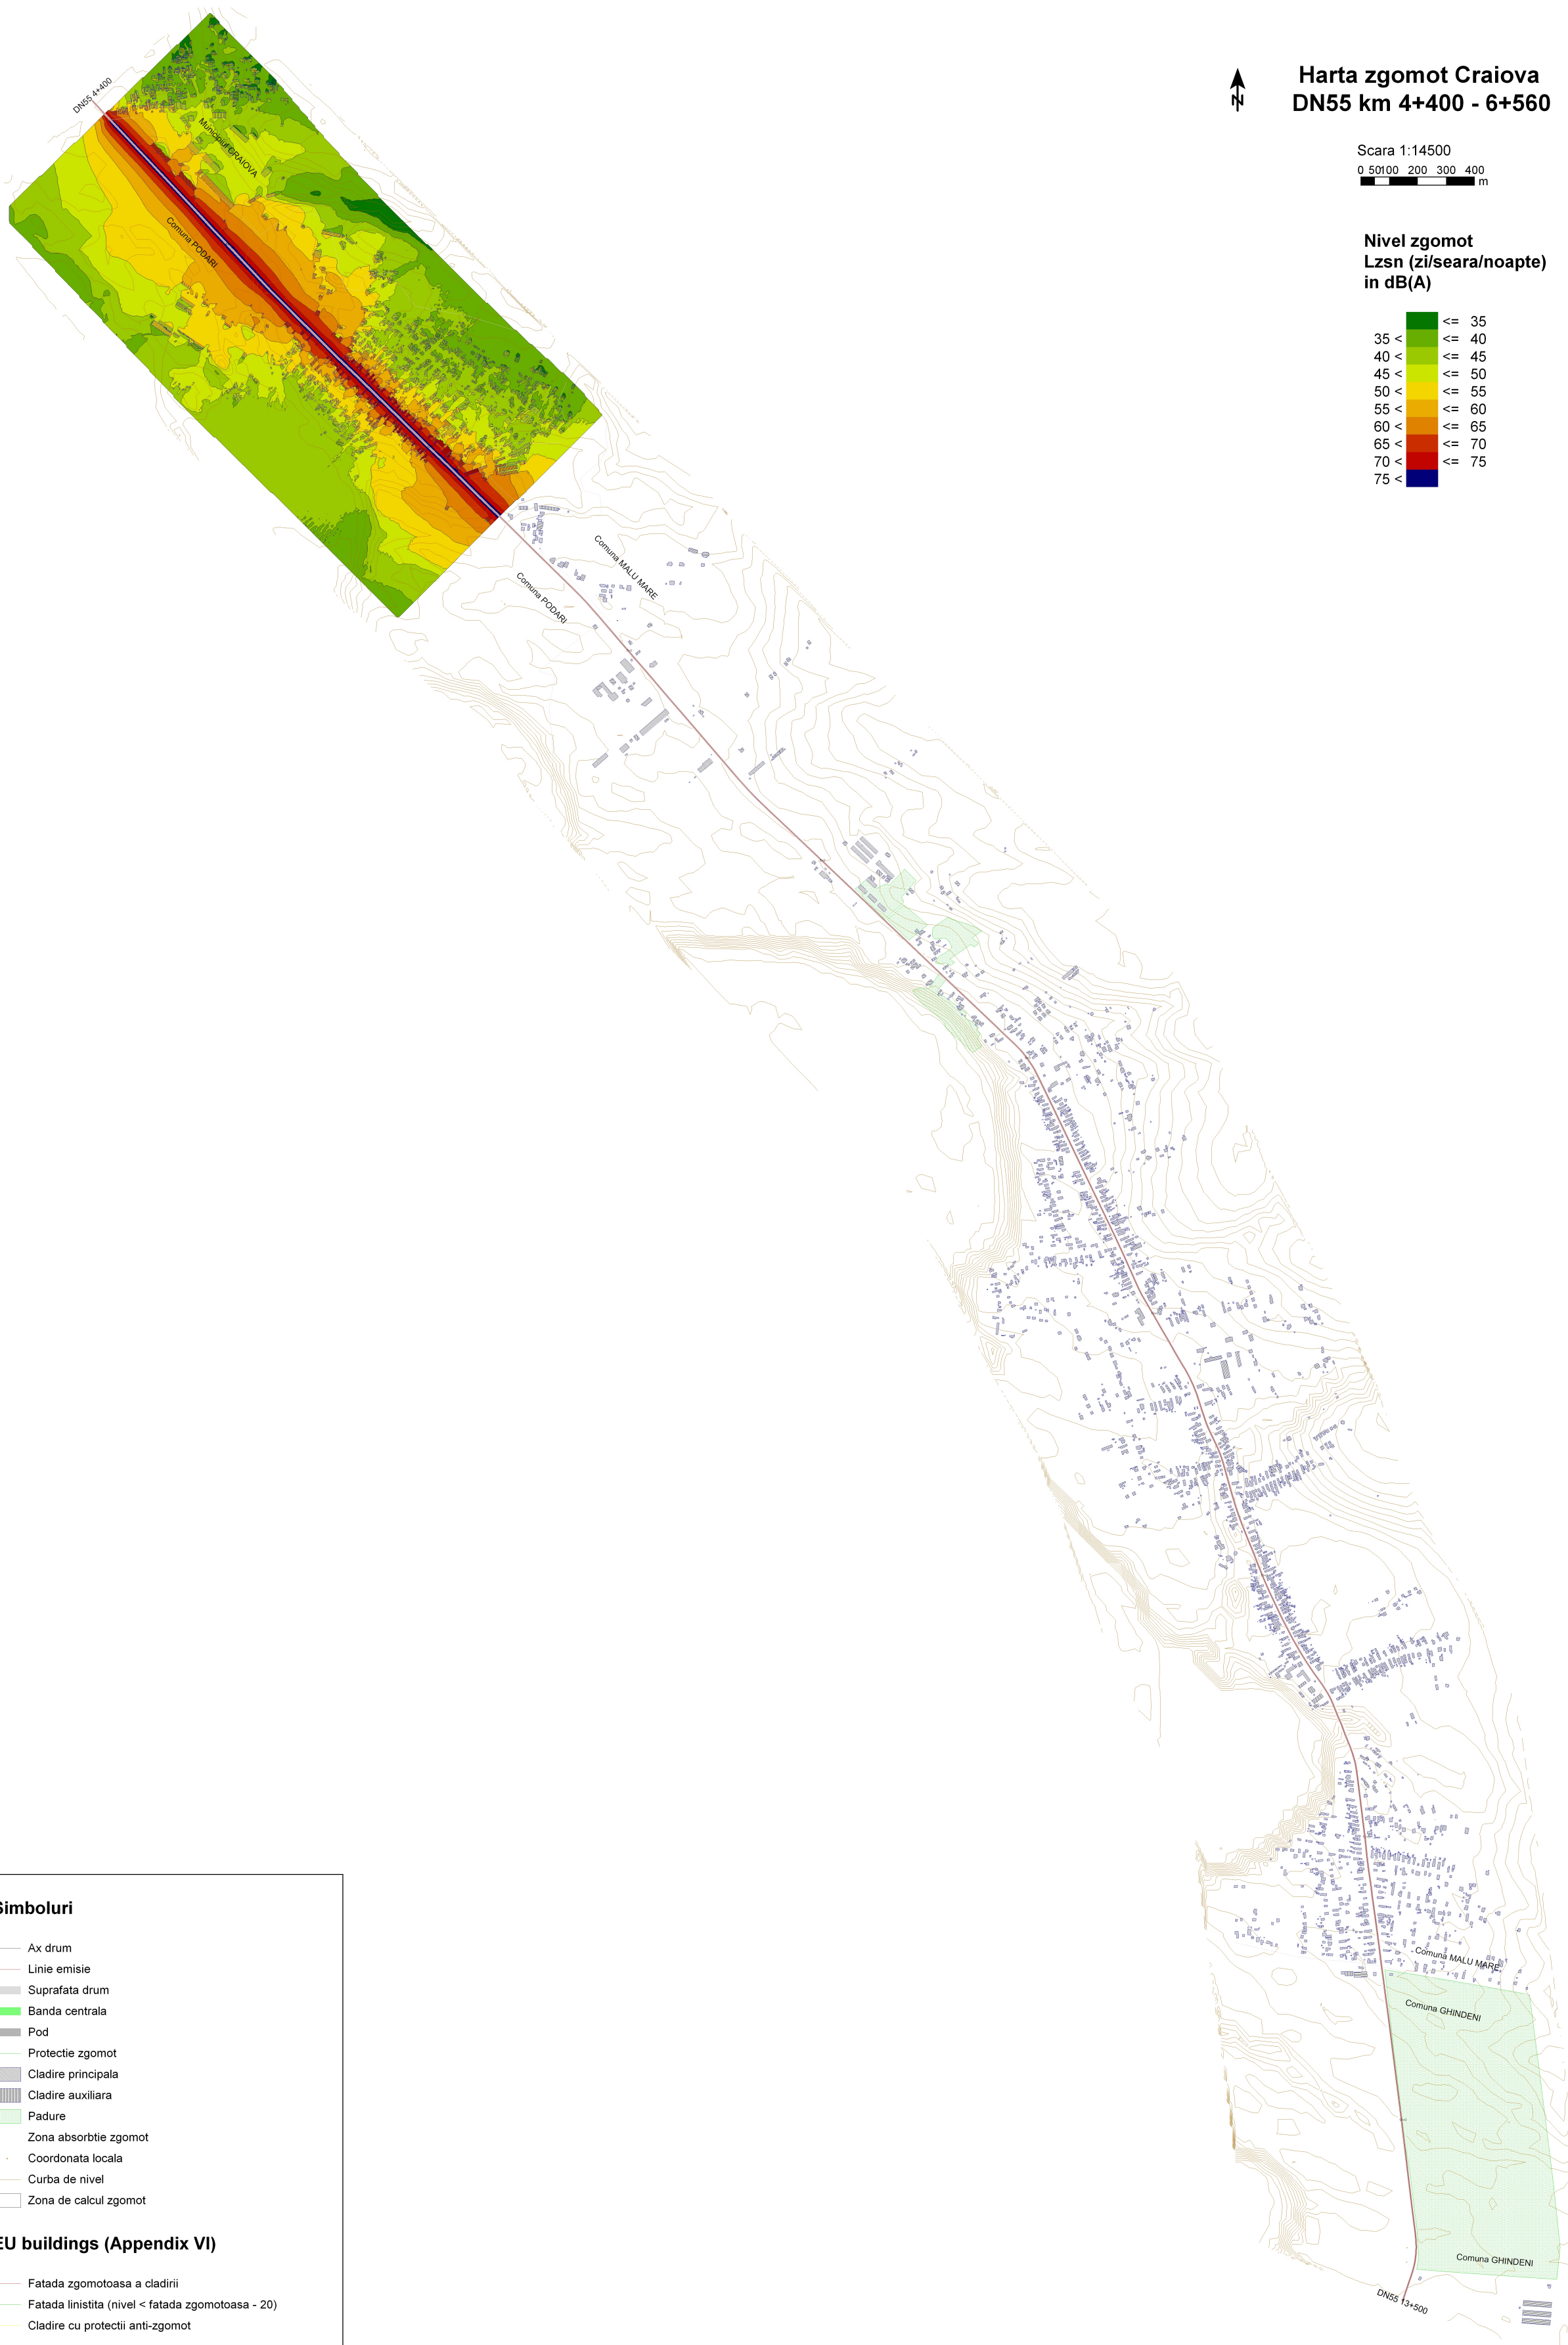 Harta zgomot Craiova
DN55 km 4+400 - 6+560
N
Scara 1:14500
0 50 100 200 300 400
m
Nivel zgomot
Lzsn (zi/seara/noapte)
in dB(A)
<= 35
35 < <= 40
40 < <= 45
45 < <= 50
50 < <= 55
55 < <= 60
60 < <= 65
65 < <= 70
70 < <= 75
75 <
DN55 4+400
Municipiul CRAIOVA
Comuna PODARI
Comuna MALU MARE
Comuna PODARI
Comuna MALU MARE
Comuna GHINDENI
Comuna GHINDENI
DN55 13+500
Simboluri
Ax drum
Linie emisie
Suprafata drum
Banda centrala
Pod
Protectie zgomot
Cladire principala
Cladire auxiliara
Padure
Zona absorbtie zgomot
Coordonata locala
Curba de nivel
Zona de calcul zgomot
EU buildings (Appendix VI)
Fatada zgomotoasa a cladirii
Fatada linistita (nivel < fatada zgomotoasa - 20)
Cladire cu protectii anti-zgomot